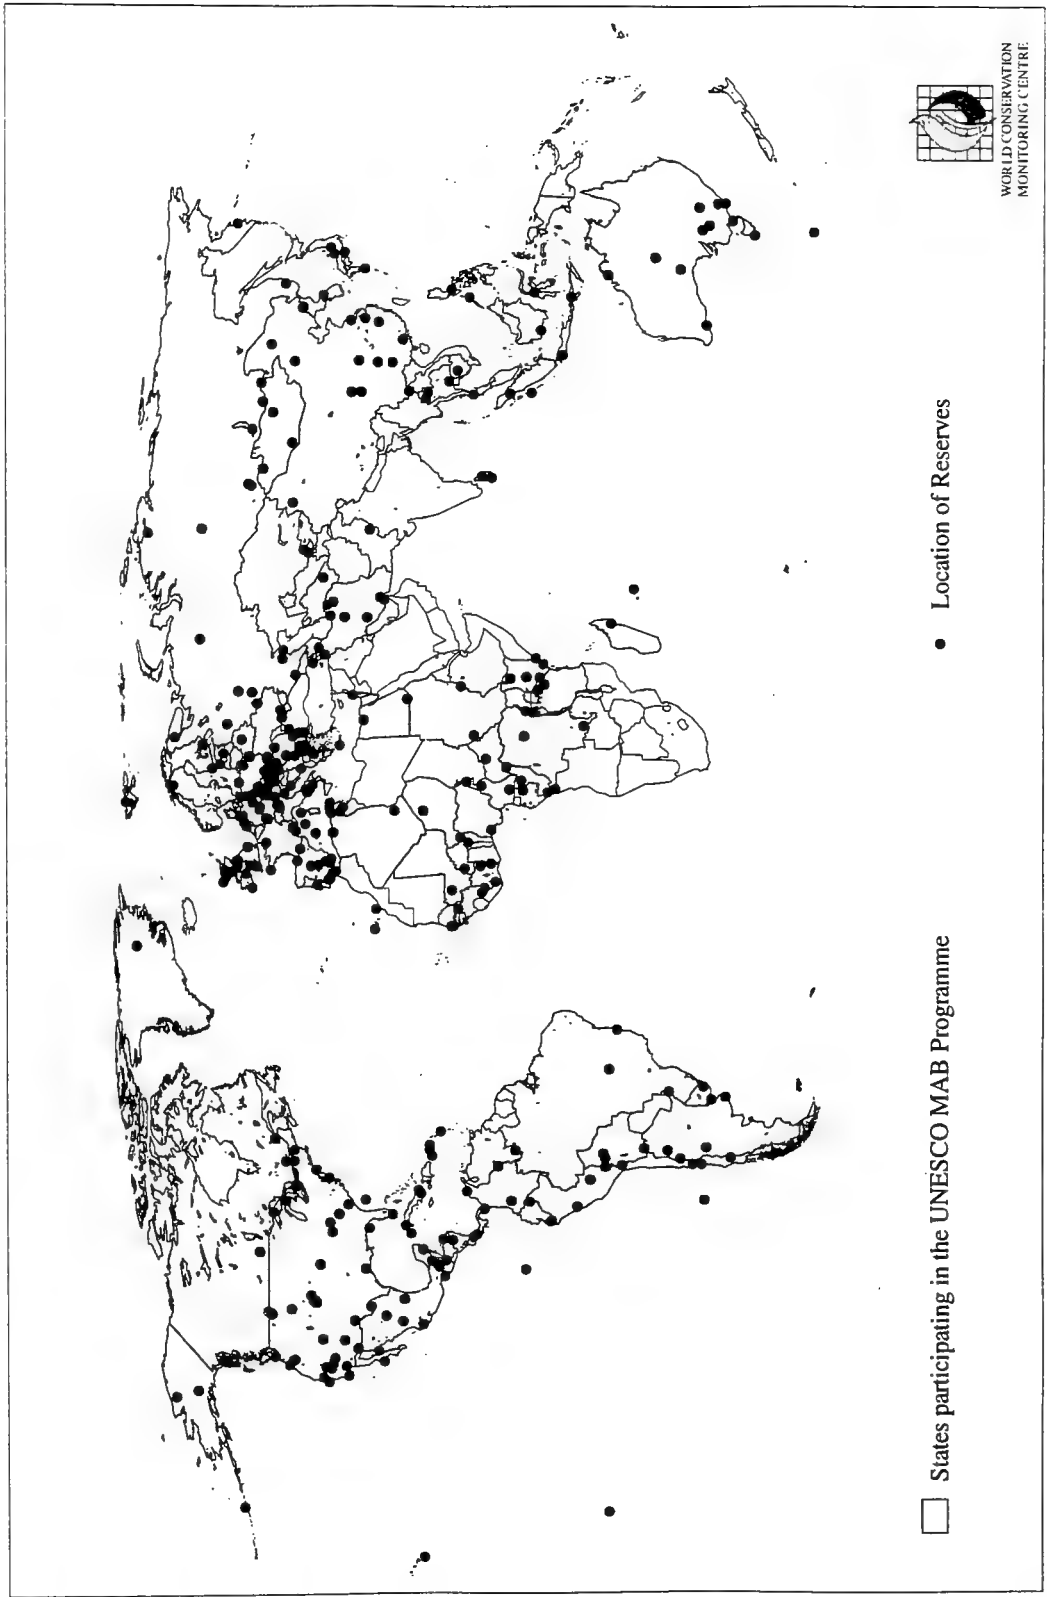 States participating in the UNESCO MAB Programme
Location of Reserves
WORLD CONSERVATION
MONITORING CENTRE